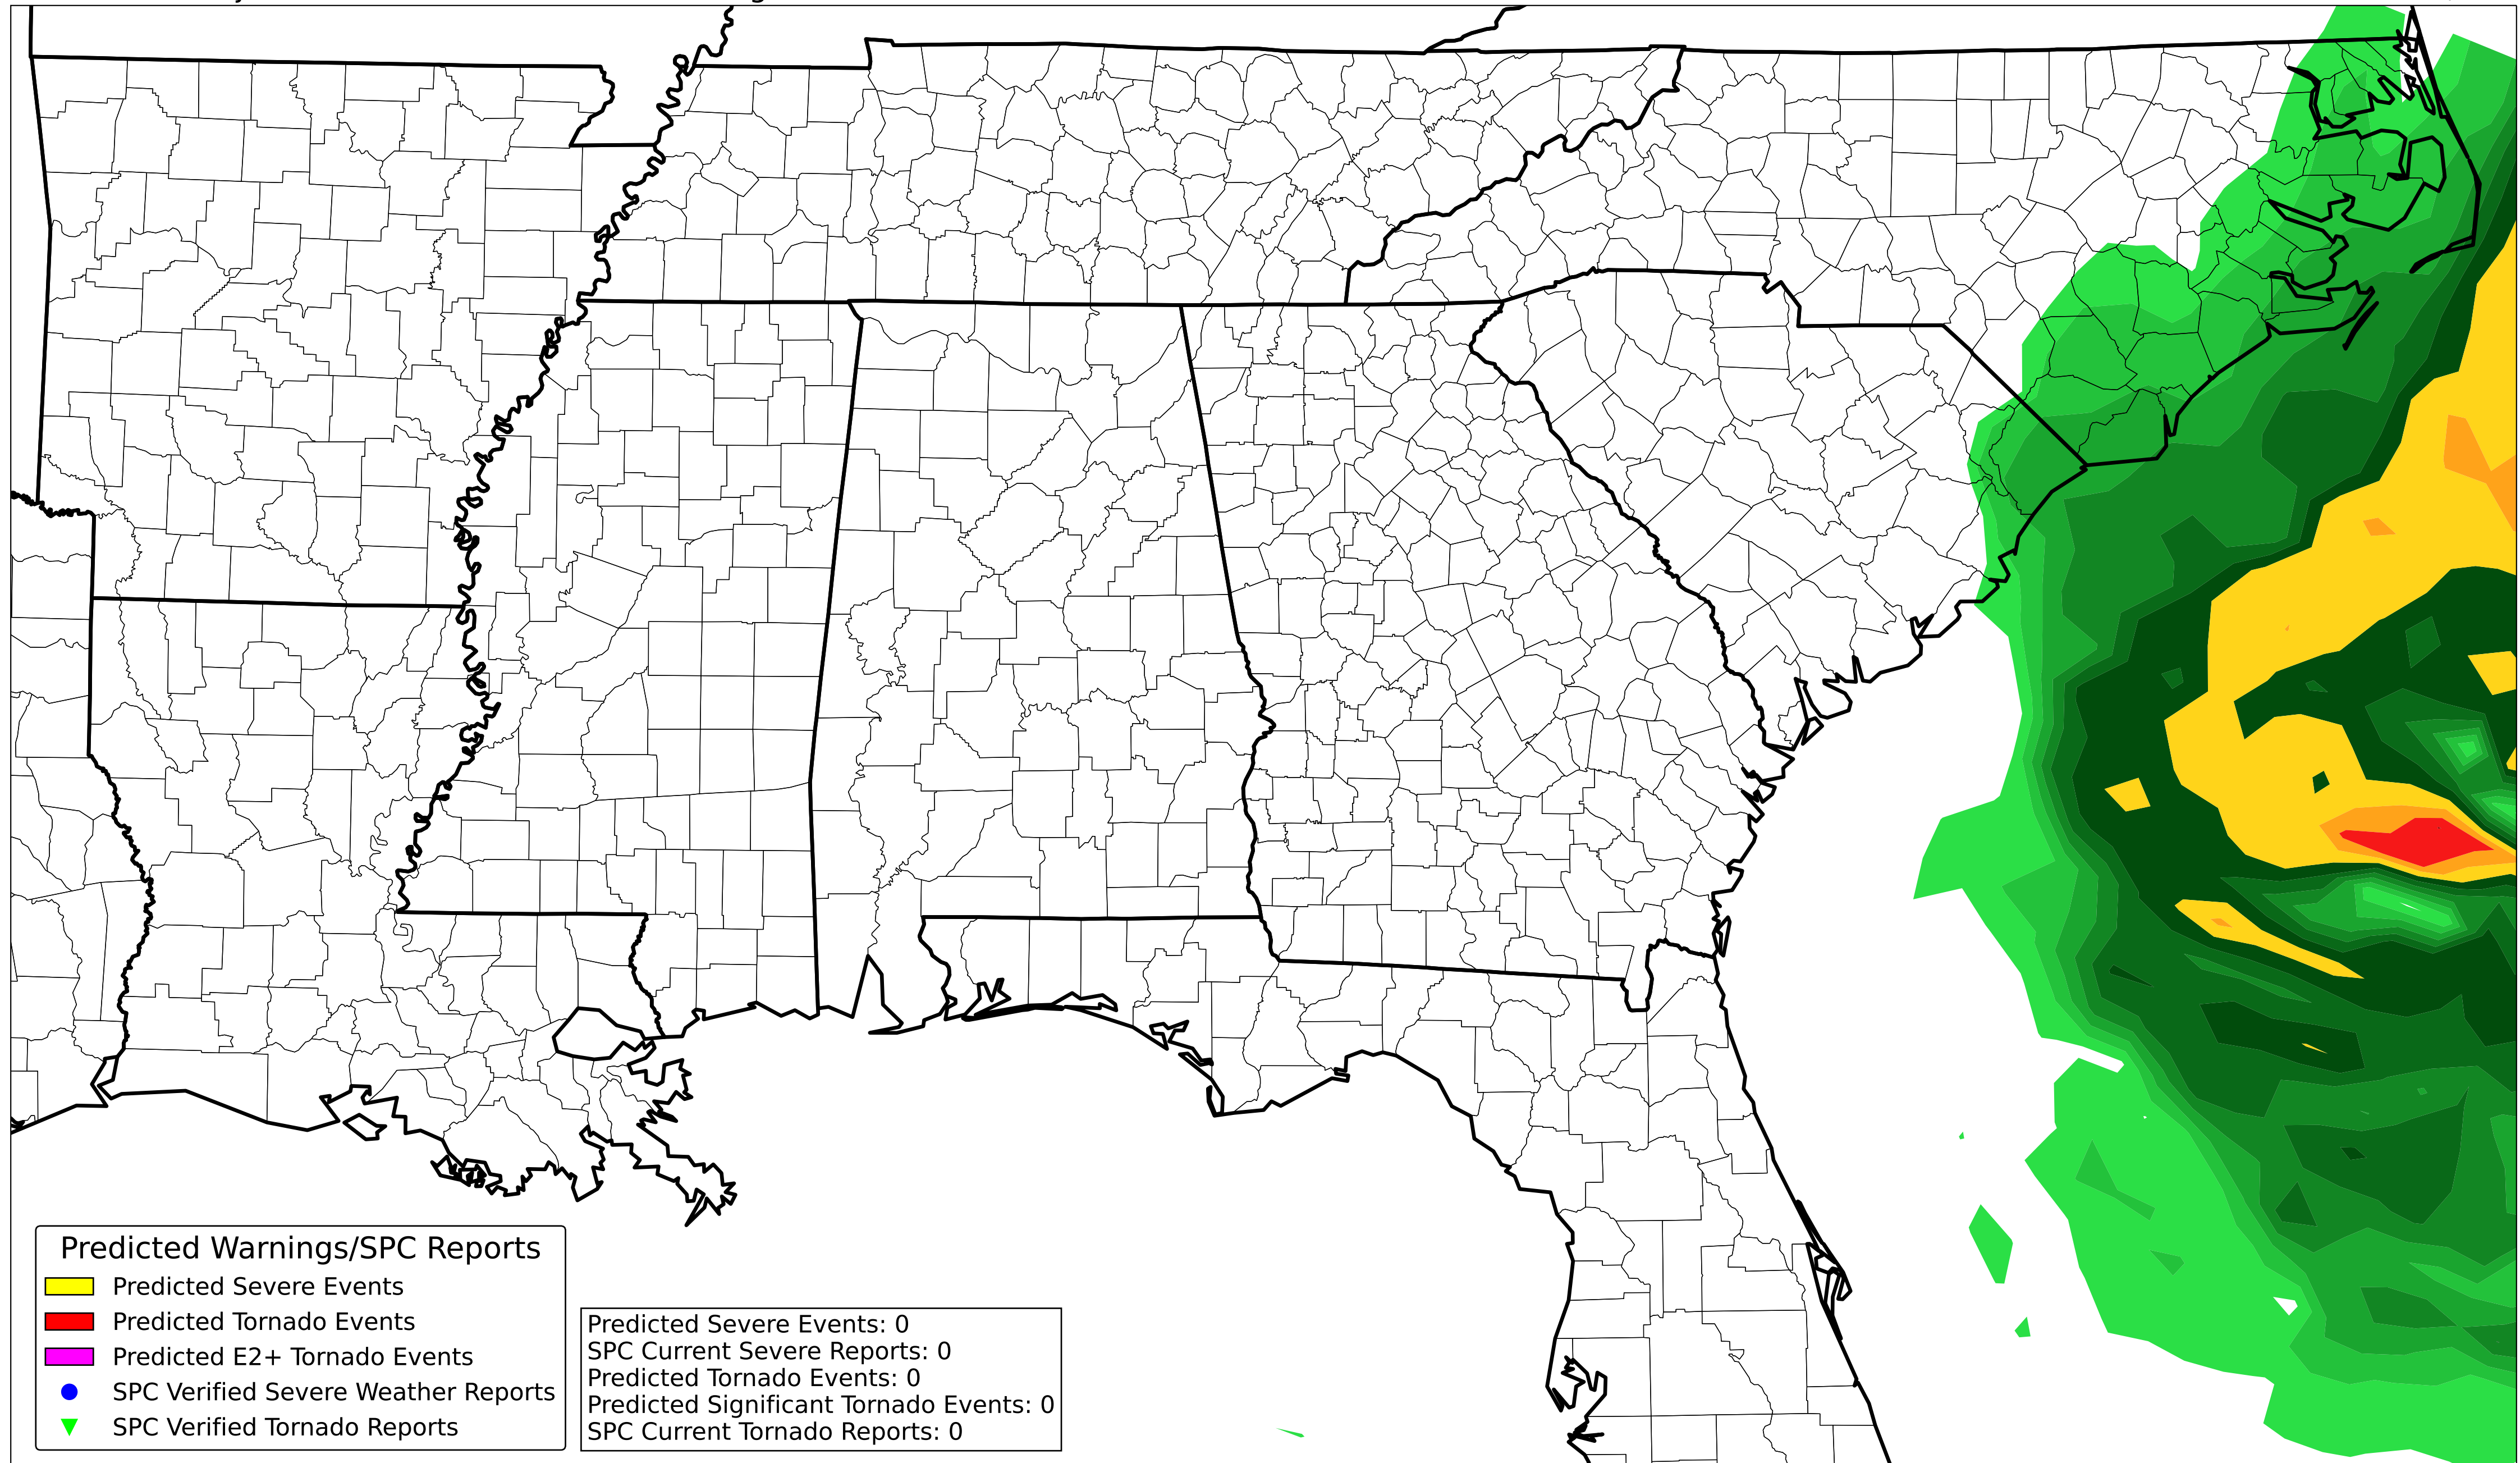 Predicted Warnings/SPC Reports
Predicted Severe Events
Predicted Tornado Events
Predicted E2+ Tornado Events
SPC Verified Severe Weather Reports
SPC Verified Tornado Reports
Predicted Severe Events: 0
SPC Current Severe Reports: 0
Predicted Tornado Events: 0
Predicted Significant Tornado Events: 0
SPC Current Tornado Reports: 0